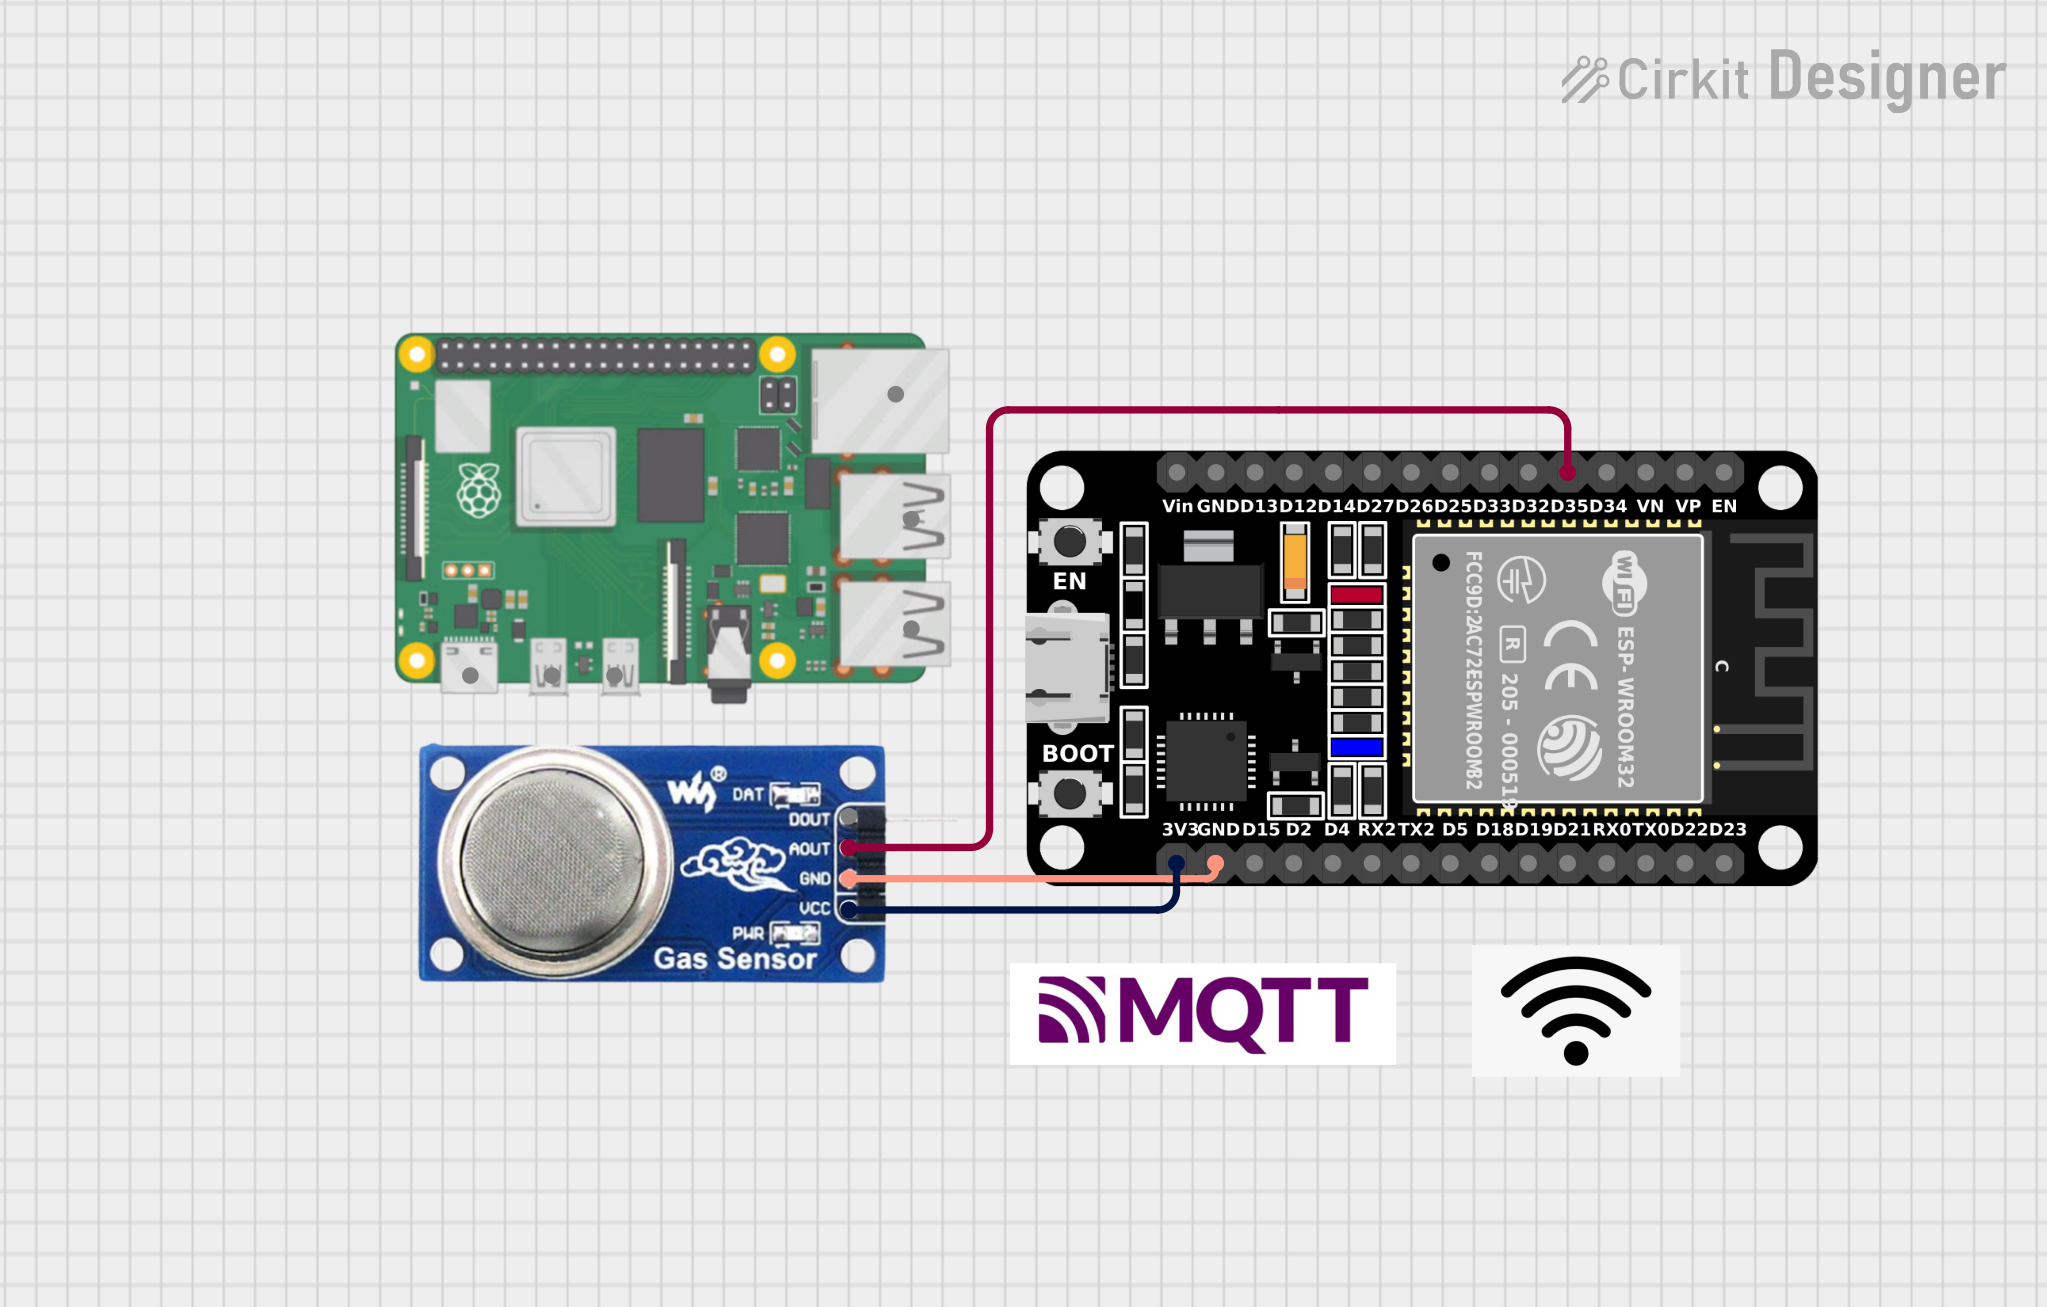 Cirkit Designer
Vin GND D13 D12 D14 D27 D26 D25 D33 D32 D35 D34 VN VP EN
EN
BOOT
FCC9D:2AC72ESPWROOM32
R 205-000519
CE
WiFi
ESP-WROOM32
C
3V3 GND D15 D2 D4 RX2 TX2 D5 D18 D19 D21 RX0 TX0 D22 D23
®
DAT
DOUT
AOUT
GND
VCC
PWR
Gas Sensor
MQTT